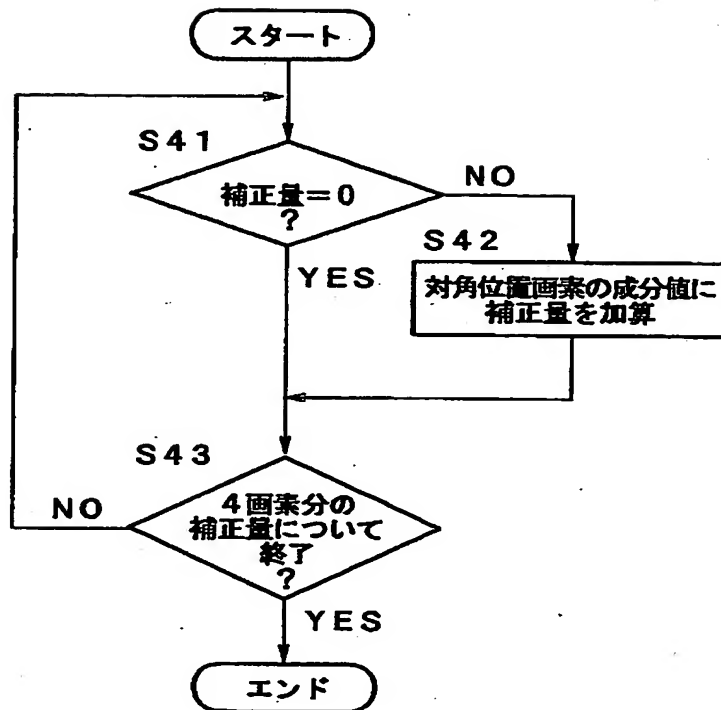 スタート
S41
補正量=0
?
NO
YES
S42
対角位置画素の成分値に
補正量を加算
S43
4画素分の
補正量について
終了
?
NO
YES
エンド